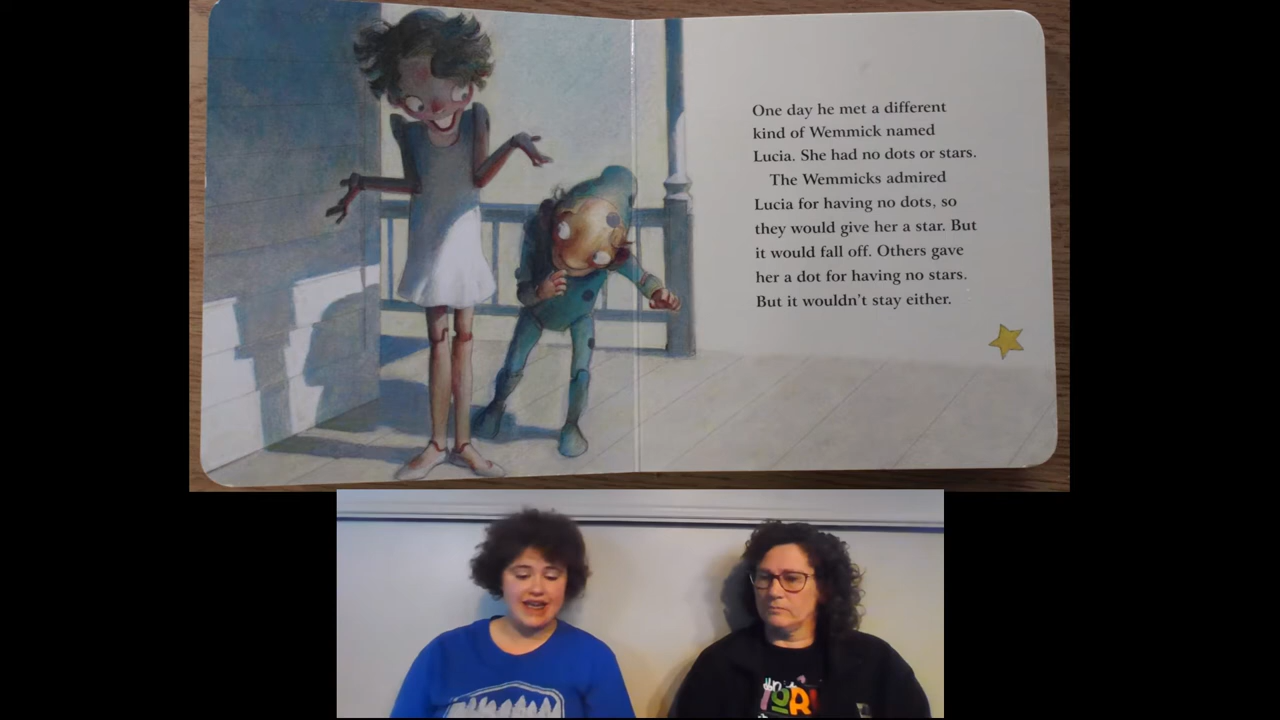 One day he met a different
kind of Wemmick named
Lucia. She had no dots or stars.
The Wemmicks admired
Lucia for having no dots, so
they would give her a star. But
it would fall off. Others gave
her a dot for having no stars.
But it wouldn't stay either.